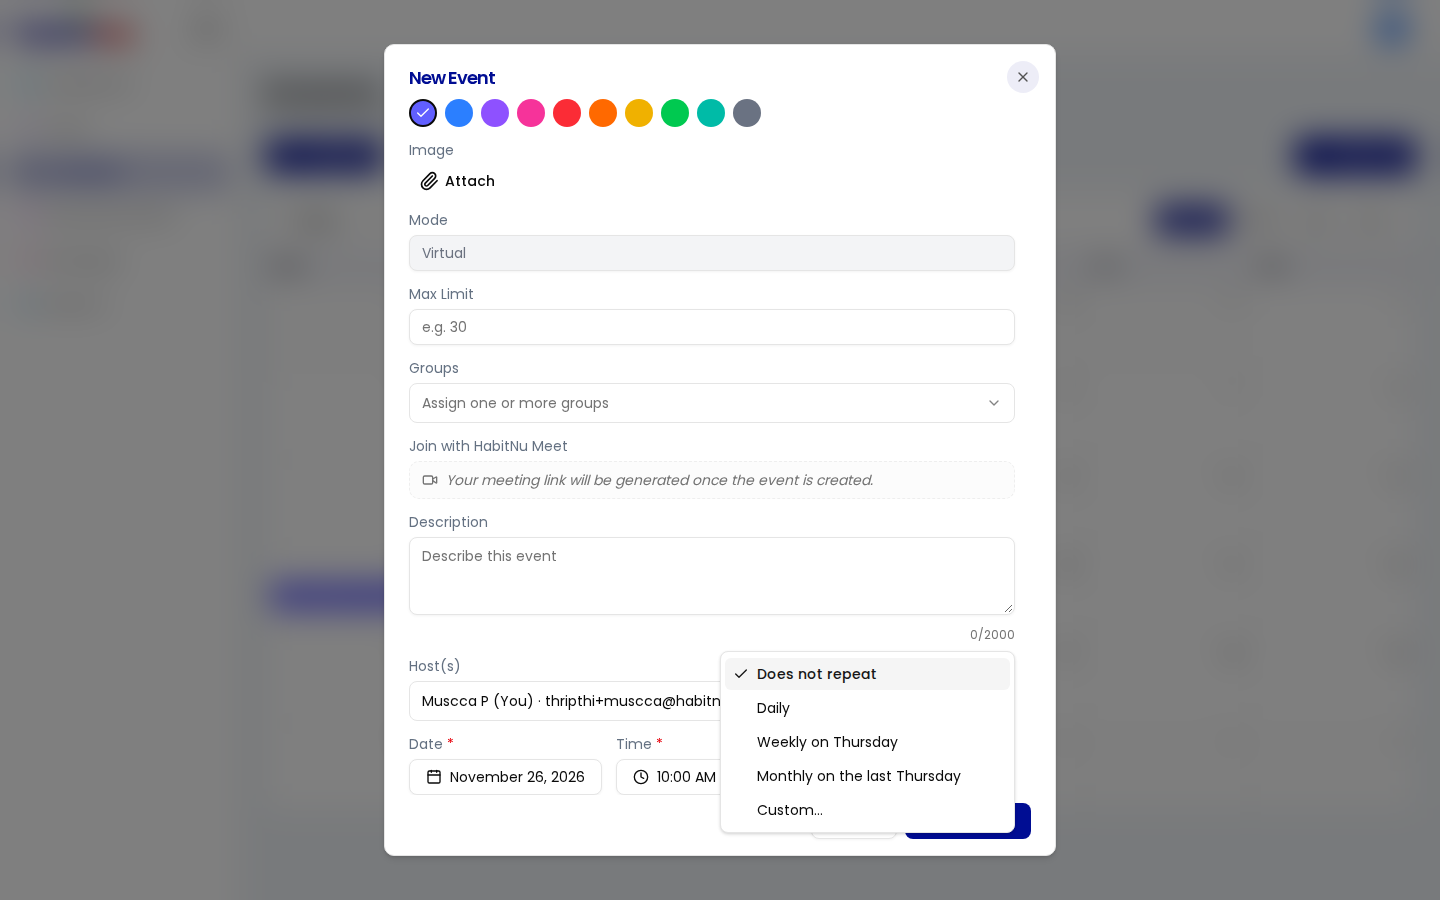 New Event
Image
Attach
Mode
Virtual
Max Limit
e.g. 30
Groups
Assign one or more groups
Join with HabitNu Meet
Your meeting link will be generated once the event is created.
Description
Describe this event
0/2000
Host(s)
Muscca P (You) · thripthi+muscca@habitn
Date *
Time *
November 26, 2026
10:00 AM
Does not repeat
Daily
Weekly on Thursday
Monthly on the last Thursday
Custom...